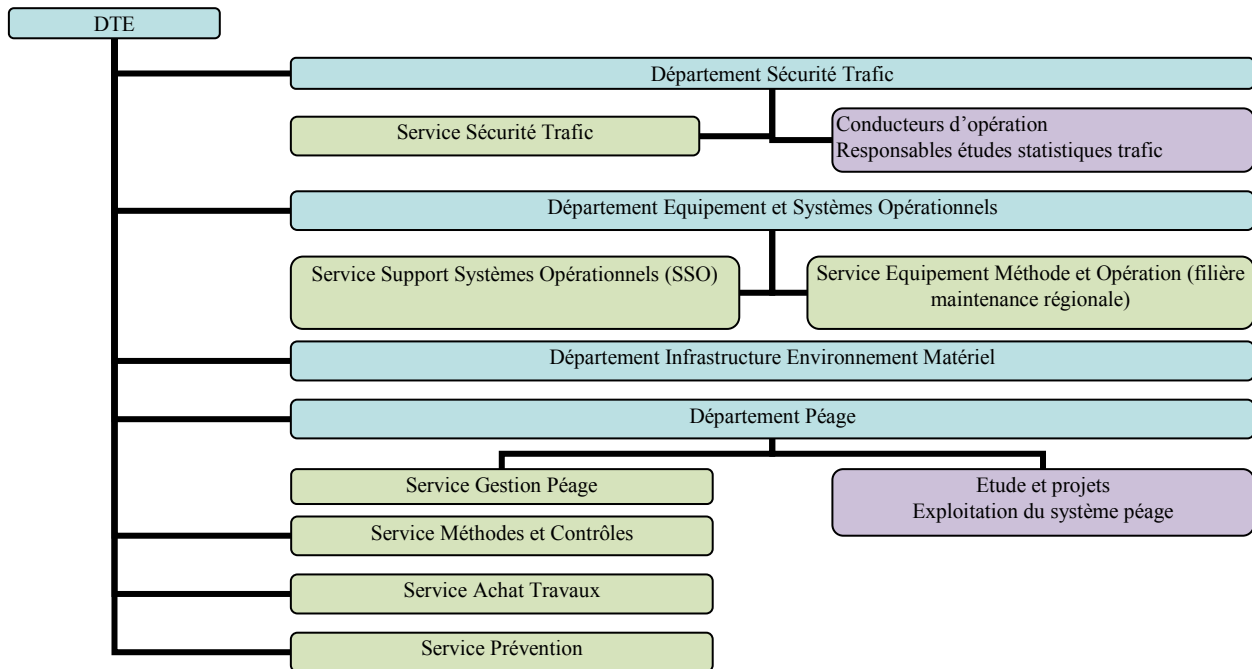 DTE
Département Sécurité Trafic
Service Sécurité Trafic
Conducteurs d’opération
Responsables études statistiques trafic
Département Equipement et Systèmes Opérationnels
Service Support Systèmes Opérationnels (SSO)
Service Equipement Méthode et Opération (filière
maintenance régionale)
Département Infrastructure Environnement Matériel
Département Péage
Service Gestion Péage
Etude et projets
Exploitation du système péage
Service Méthodes et Contrôles
Service Achat Travaux
Service Prévention